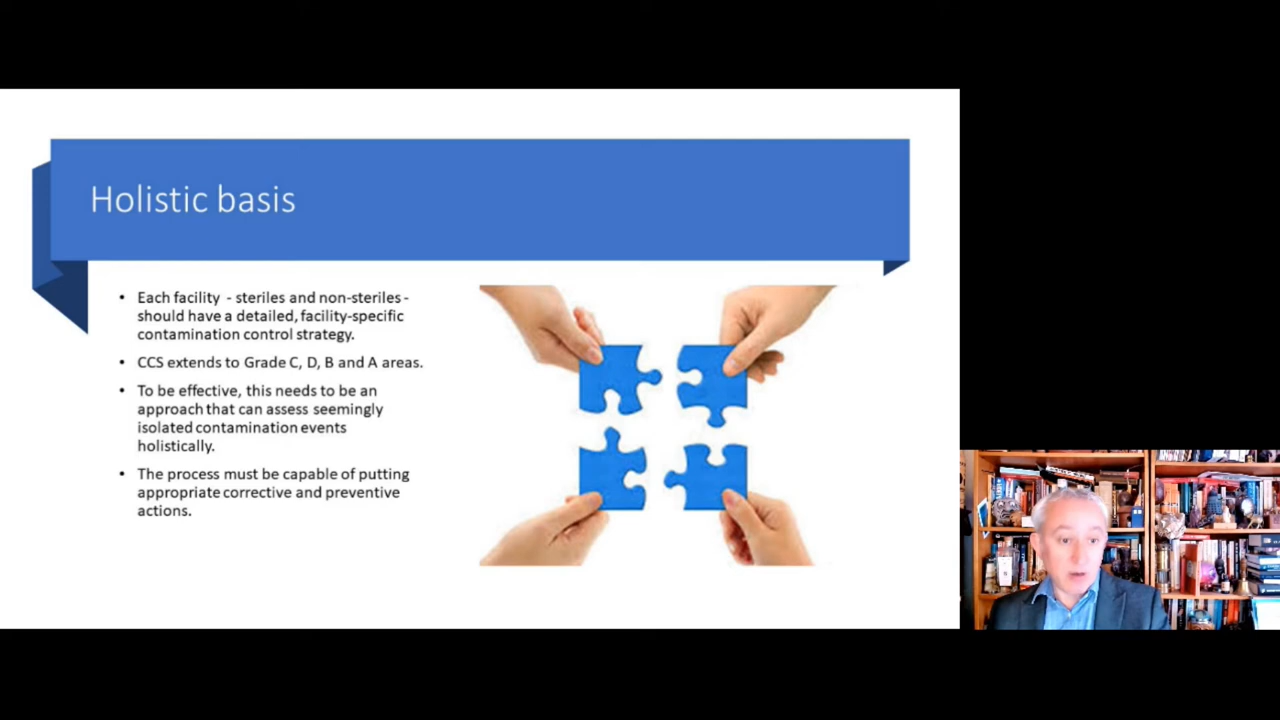 Holistic basis
• Each facility - steriles and non-steriles -
should have a detailed, facility-specific
contamination control strategy.
• CCS extends to Grade C, D, B and A areas.
• To be effective, this needs to be an
approach that can assess seemingly
isolated contamination events
holistically.
• The process must be capable of putting
appropriate corrective and preventive
actions.